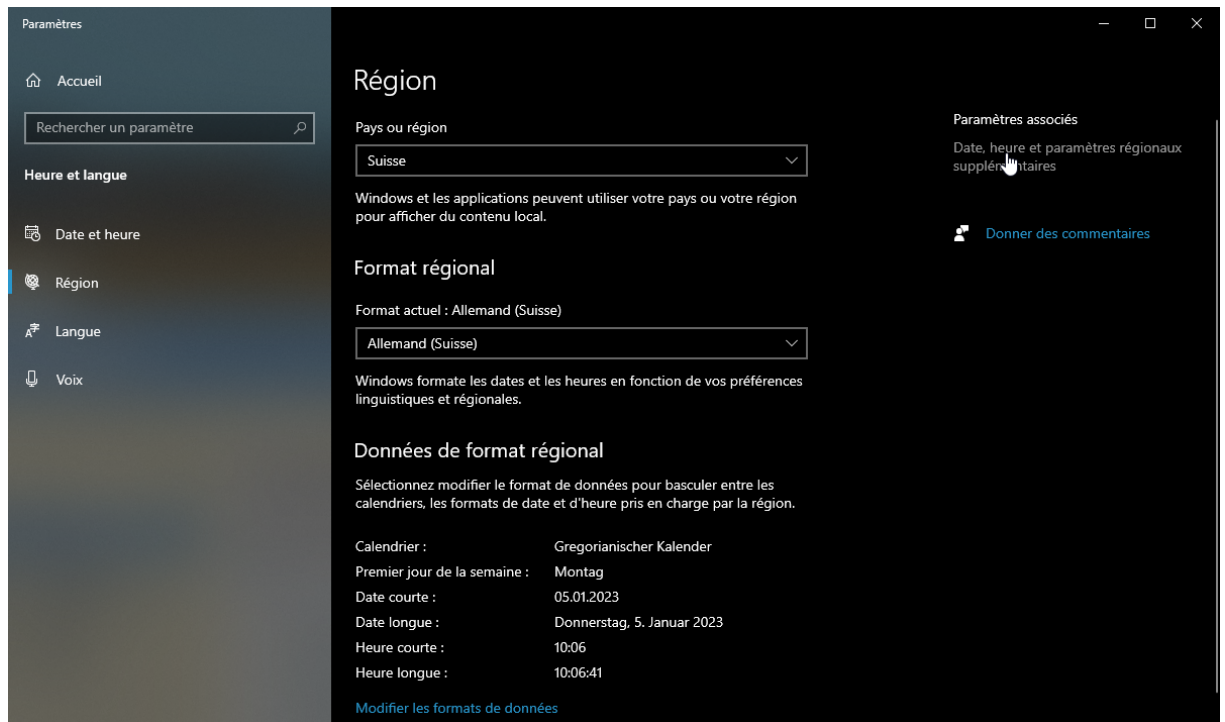 Paramètres
Accueil
Rechercher un paramètre
Heure et langue
Date et heure
Région
Langue
Voix
Région
Pays ou région
Suisse
Windows et les applications peuvent utiliser votre pays ou votre région
pour afficher du contenu local.
Format régional
Format actuel : Allemand (Suisse)
Allemand (Suisse)
Windows formate les dates et les heures en fonction de vos préférences
linguistiques et régionales.
Données de format régional
Sélectionnez modifier le format de données pour basculer entre les
calendriers, les formats de date et d'heure pris en charge par la région.
Calendrier : Gregorianischer Kalender
Premier jour de la semaine : Montag
Date courte : 05.01.2023
Date longue : Donnerstag, 5. Januar 2023
Heure courte : 10:06
Heure longue : 10:06:41
Modifier les formats de données
Paramètres associés
Date, heure et paramètres régionaux
supplémentaires
Donner des commentaires